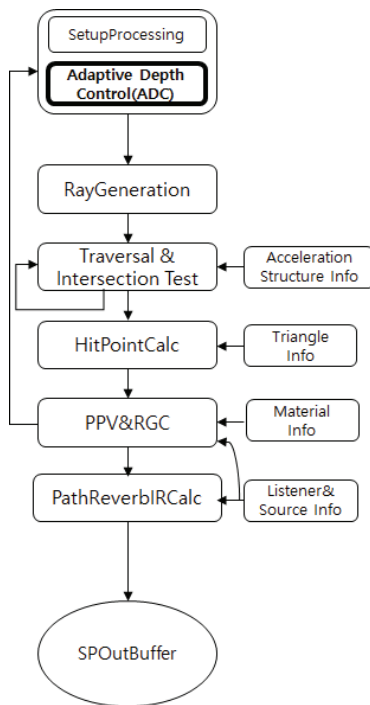 SetupProcessing
Adaptive Depth
Control(ADC)
RayGeneration
Traversal &
Intersection Test
Acceleration
Structure Info
HitPointCalc
Triangle
Info
PPV&RGC
Material
Info
PathReverbIRCalc
Listener&
Source Info
SPOutBuffer